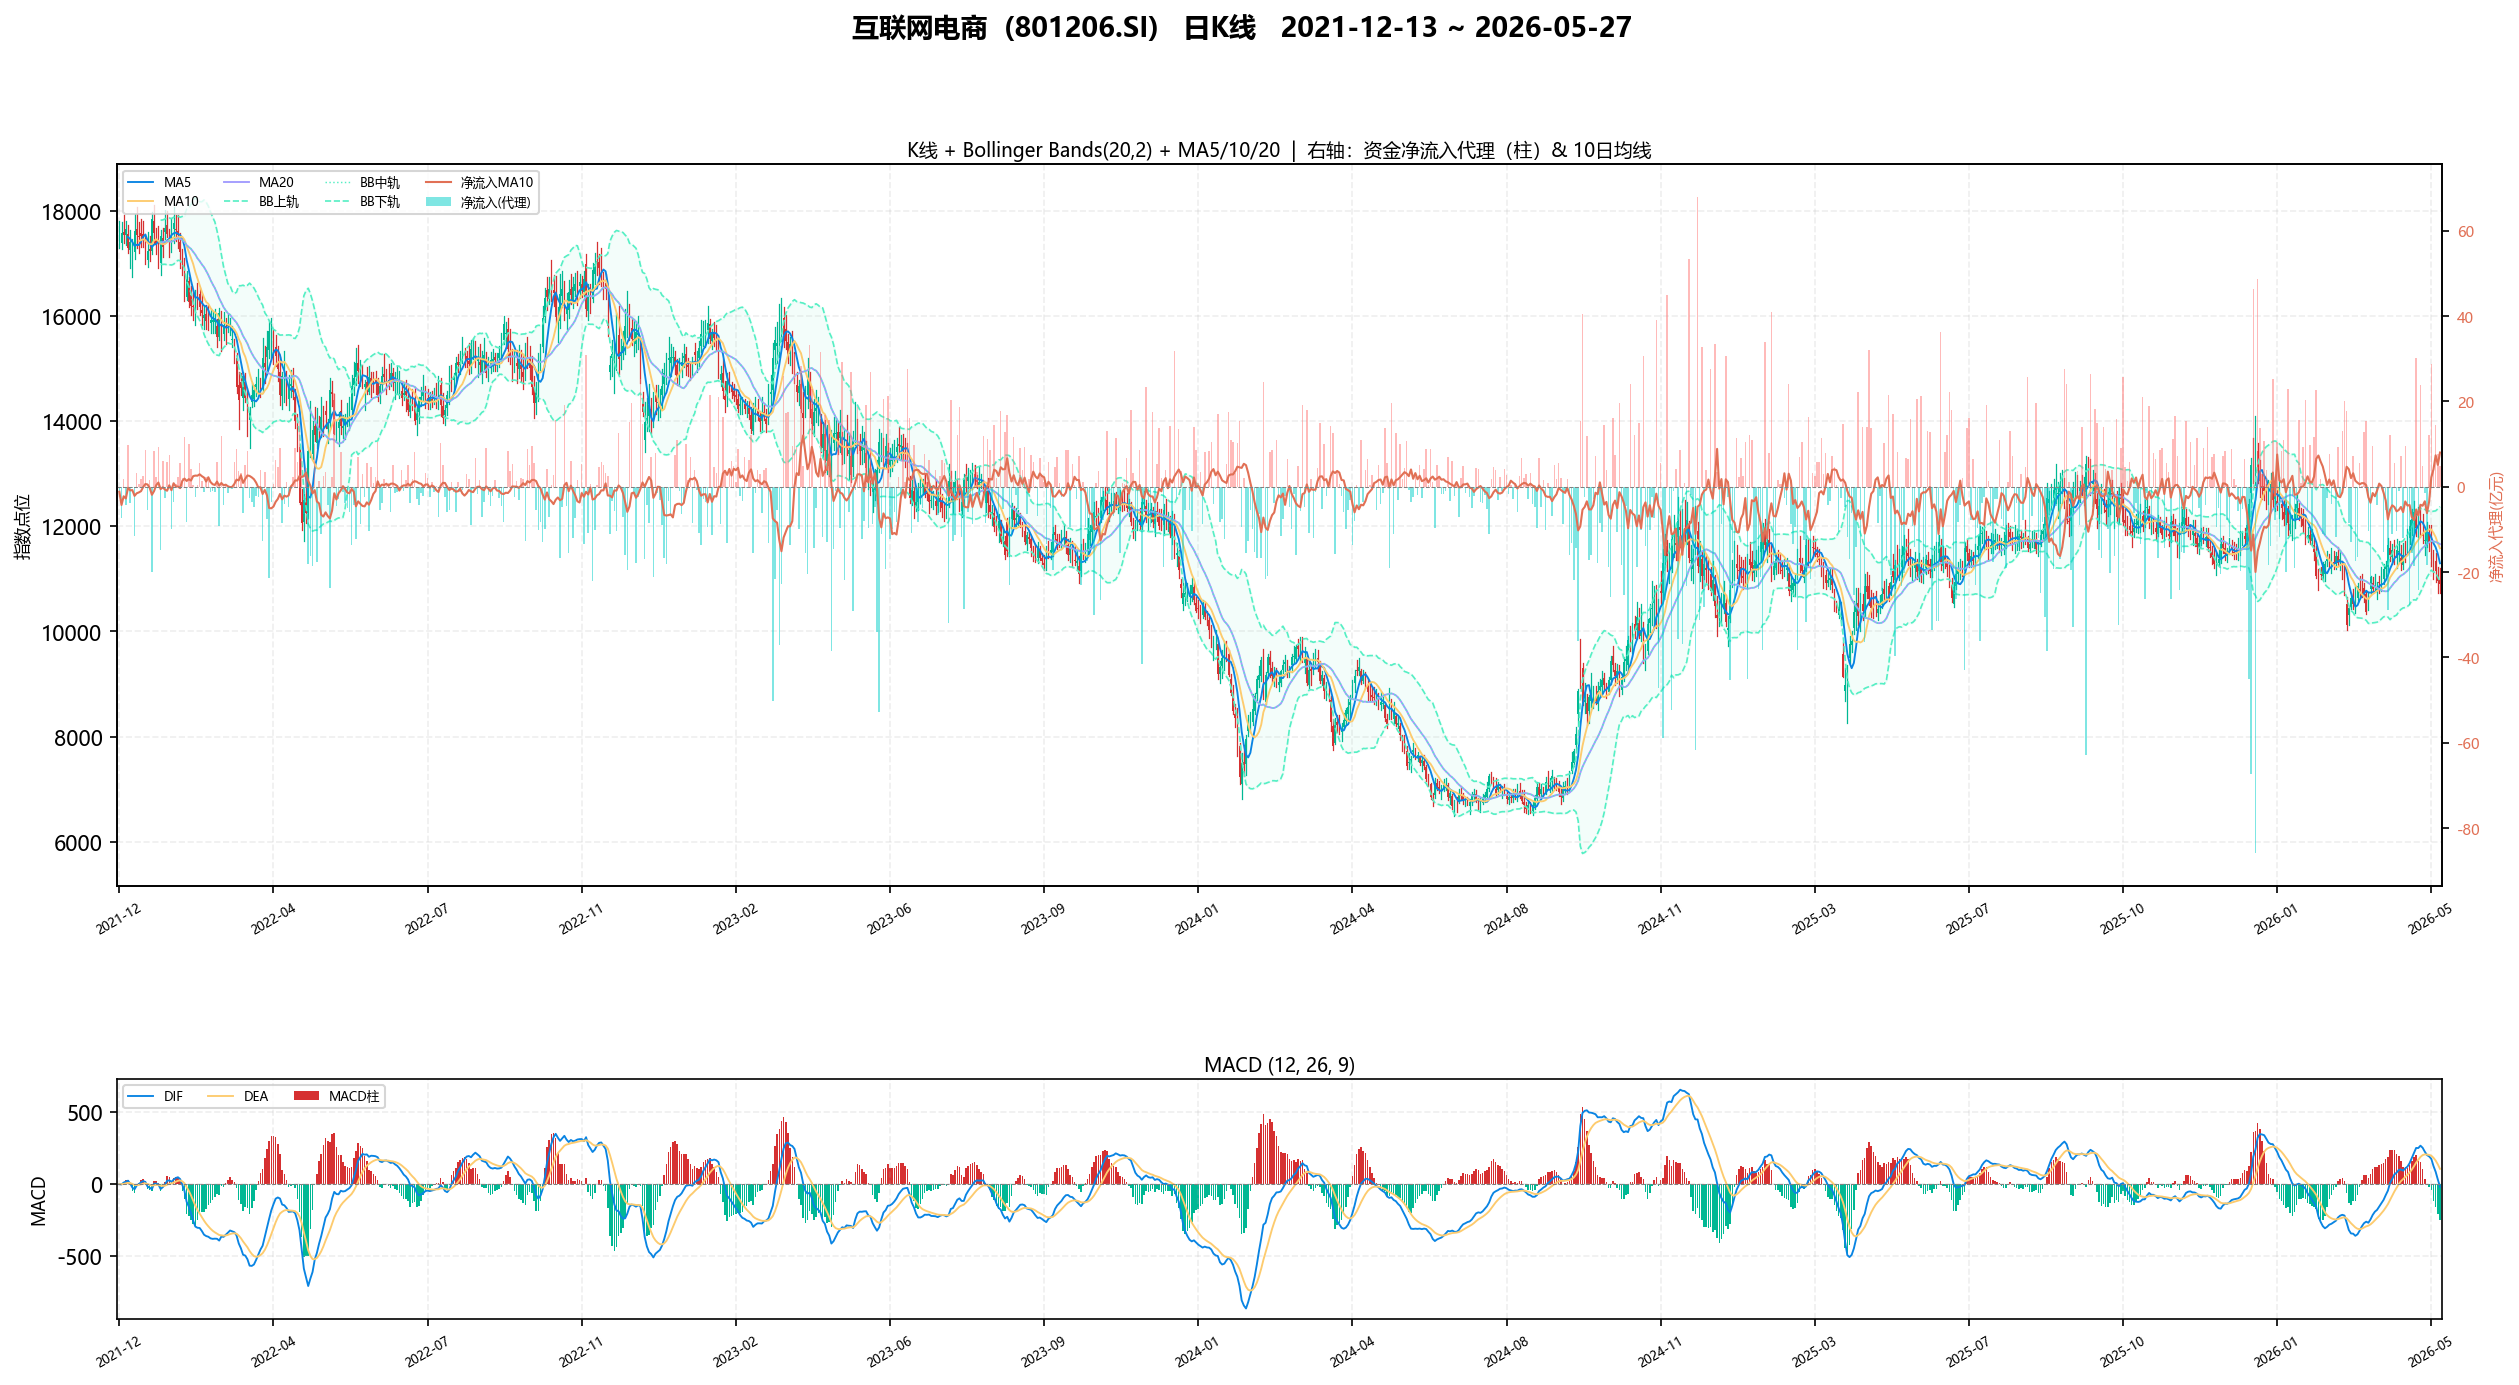 互联网电商  (801206.SI)   日K线   2021-12-13 ~ 2026-05-27
K线 + Bollinger Bands(20,2) + MA5/10/20 | 右轴：资金净流入代理（柱）& 10日均线
MA5 MA20 BB中轨 净流入MA10
MA10 BB上轨 BB下轨 净流入(代理)
指数点位
18000
16000
14000
12000
10000
8000
6000
60
40
20
0
-20
-40
-60
-80
净流入代理(亿元)
2021-12 2022-04 2022-07 2022-11 2023-02 2023-06 2023-09 2024-01 2024-04 2024-08 2024-11 2025-03 2025-07 2025-10 2026-01 2026-05
MACD (12, 26, 9)
DIF DEA MACD柱
MACD
500
0
-500
2021-12 2022-04 2022-07 2022-11 2023-02 2023-06 2023-09 2024-01 2024-04 2024-08 2024-11 2025-03 2025-07 2025-10 2026-01 2026-05